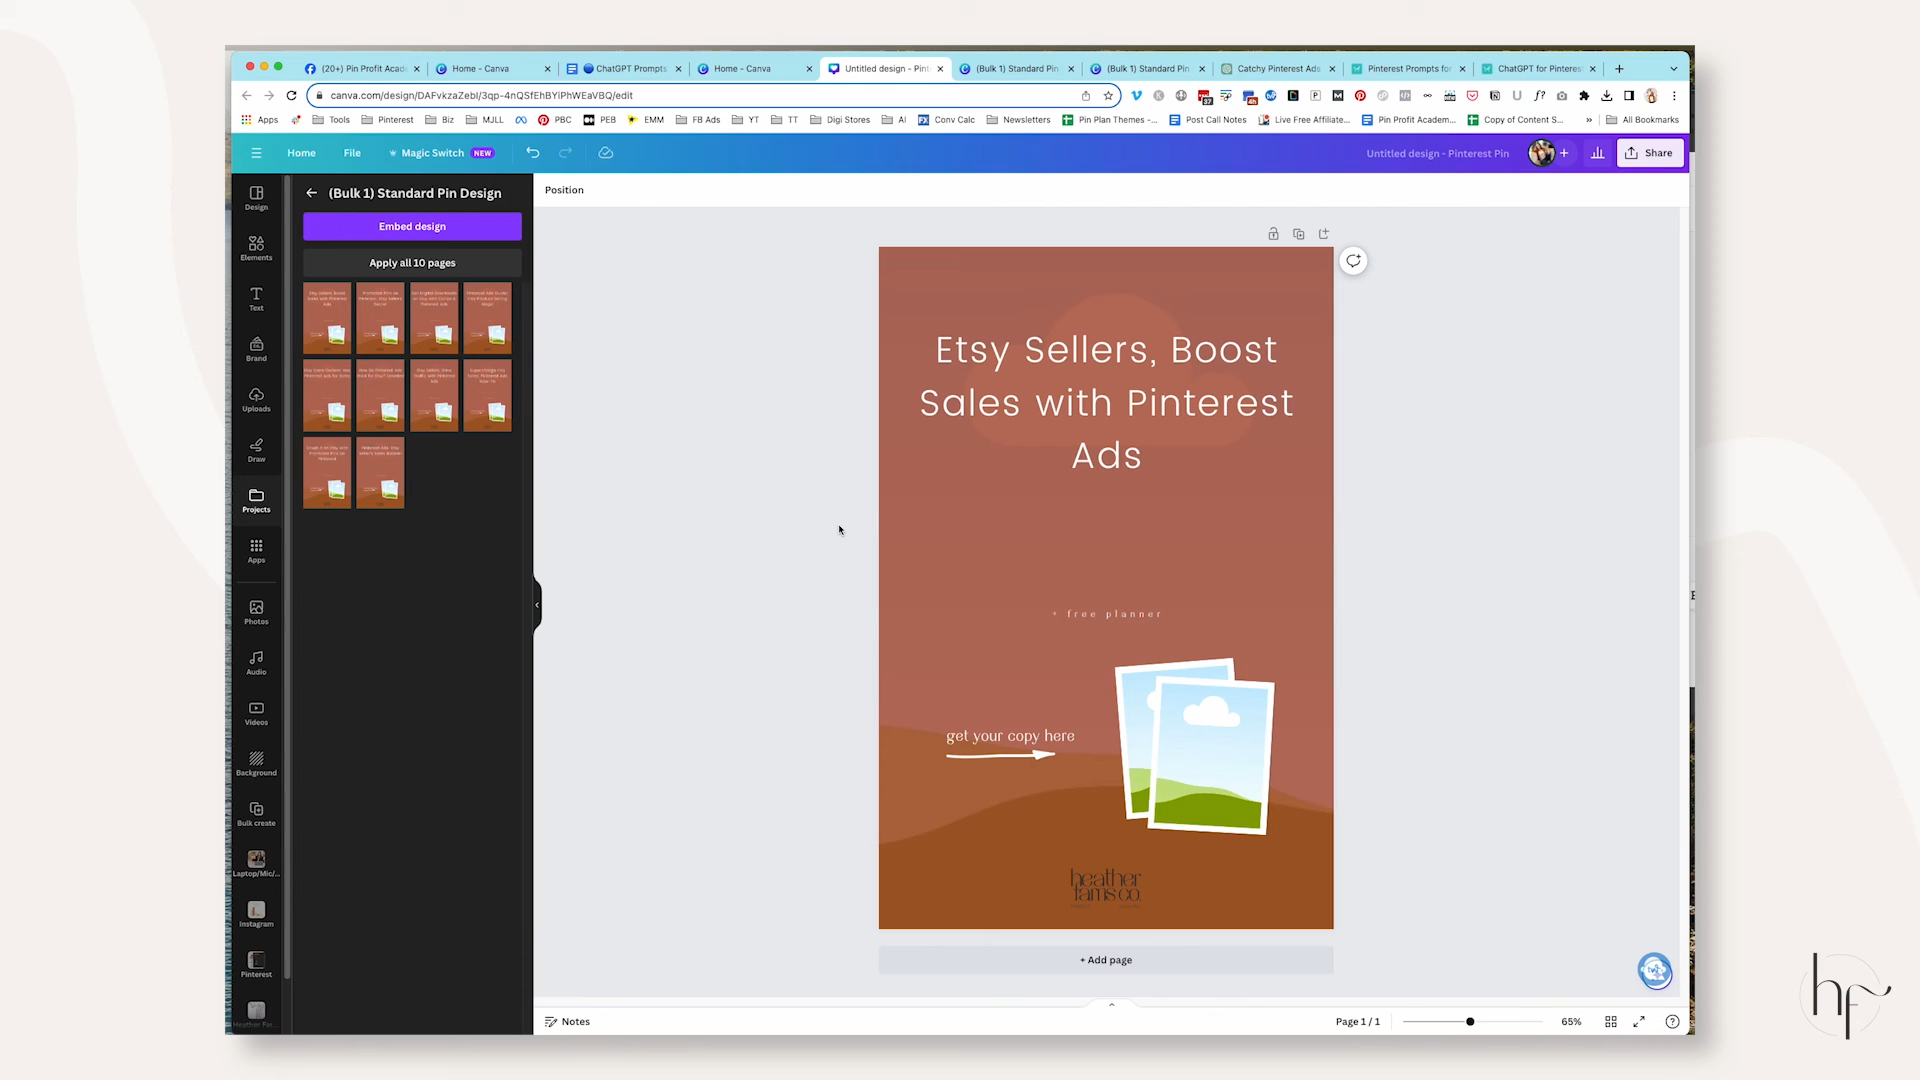 (20+) Pin Profit Acade
Home - Canva
ChatGPT Prompts
Home - Canva
Untitled design - Pint
(Bulk 1) Standard Pin
(Bulk 1) Standard Pin
Catchy Pinterest Ads
Pinterest Prompts for
ChatGPT for Pinterest
canva.com/design/DAFvkzaZebI/3qp-4nQSfEhBYlPhWEaVBQ/edit
Apps
Tools
Pinterest
Biz
MJLL
PBC
PEB
EMM
FB Ads
YT
TT
Digi Stores
AI
Conv Calc
Newsletters
Pin Plan Themes -...
Post Call Notes
Live Free Affiliate...
Pin Profit Academ...
Copy of Content S...
»
All Bookmarks
Home
File
Magic Switch
NEW
Untitled design - Pinterest Pin
Share
Design
Elements
Text
Brand
Uploads
Draw
Projects
Apps
Photos
Audio
Videos
Background
Bulk create
Laptop/Mic/...
Instagram
Pinterest
(Bulk 1) Standard Pin Design
Embed design
Apply all 10 pages
Position
Etsy Sellers, Boost
Sales with Pinterest
Ads
+ free planner
get your copy here
heather
farris co.
+ Add page
Notes
Page 1 / 1
65%
hf